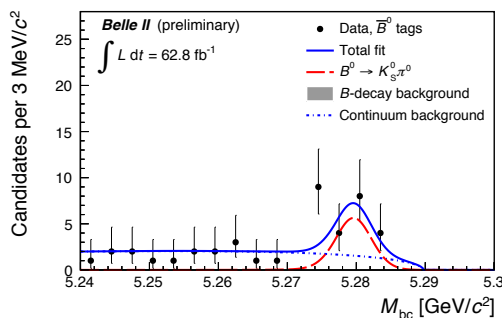 Belle II (preliminary)
∫ L dt = 62.8 fb⁻¹
Data, B̅⁰ tags
Total fit
B⁰ → K_S⁰ π⁰
B-decay background
Continuum background
Candidates per 3 MeV/c²
25
20
15
10
5
0
5.24 5.25 5.26 5.27 5.28 5.29 5.3
M_bc [GeV/c²]